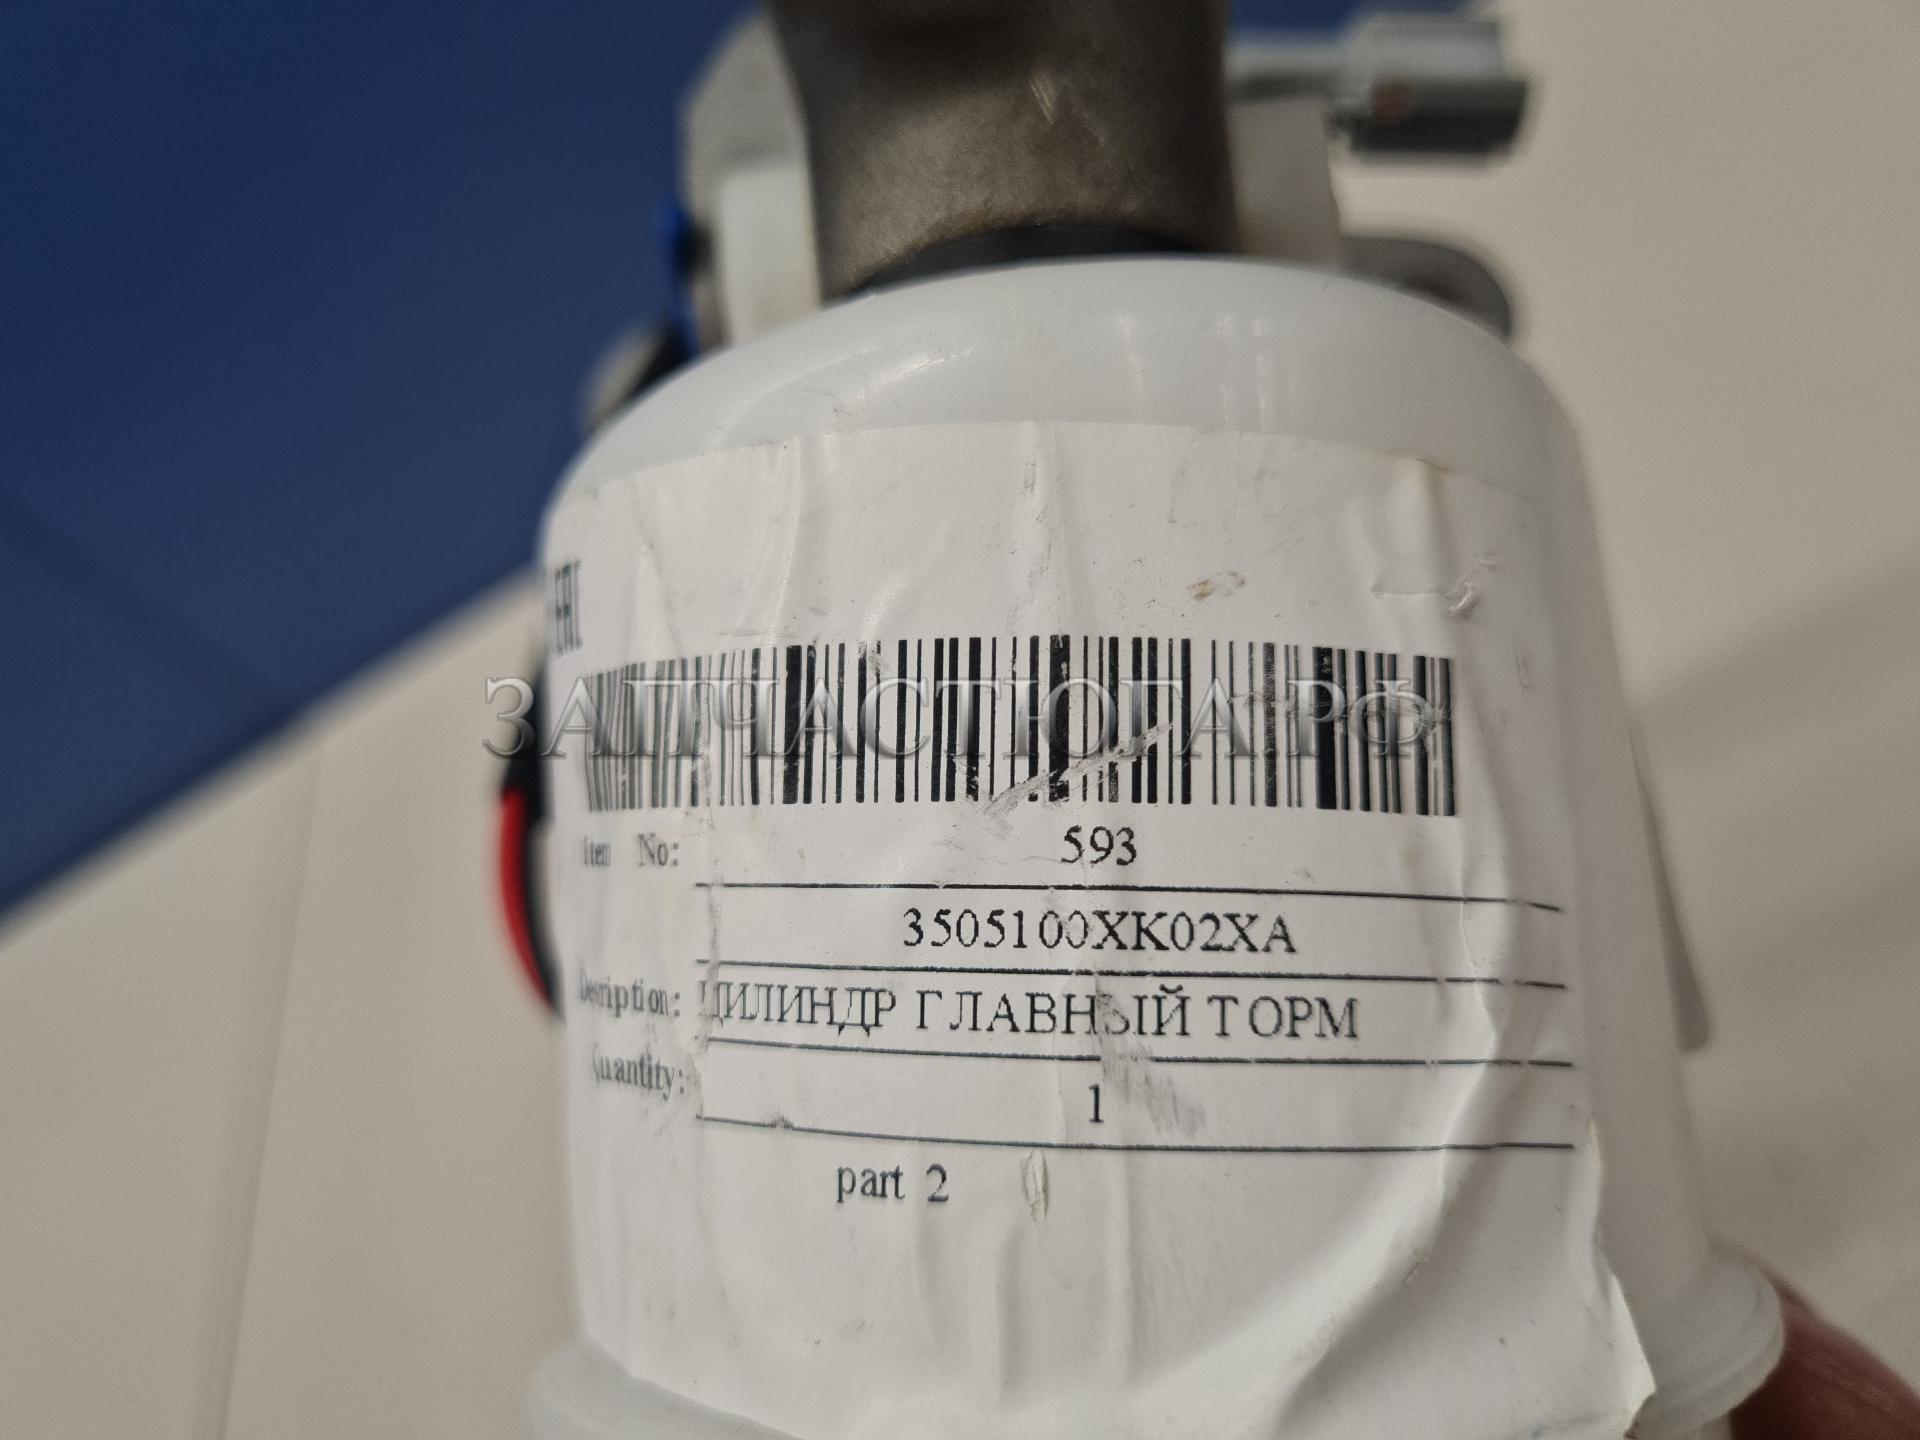 ЗАПЧАСТЮГА.РФ
Item No: 593
3505100XK02XA
Description: ЦИЛИНДР ГЛАВНЫЙ ТОРМ
Quantity: 1
part 2